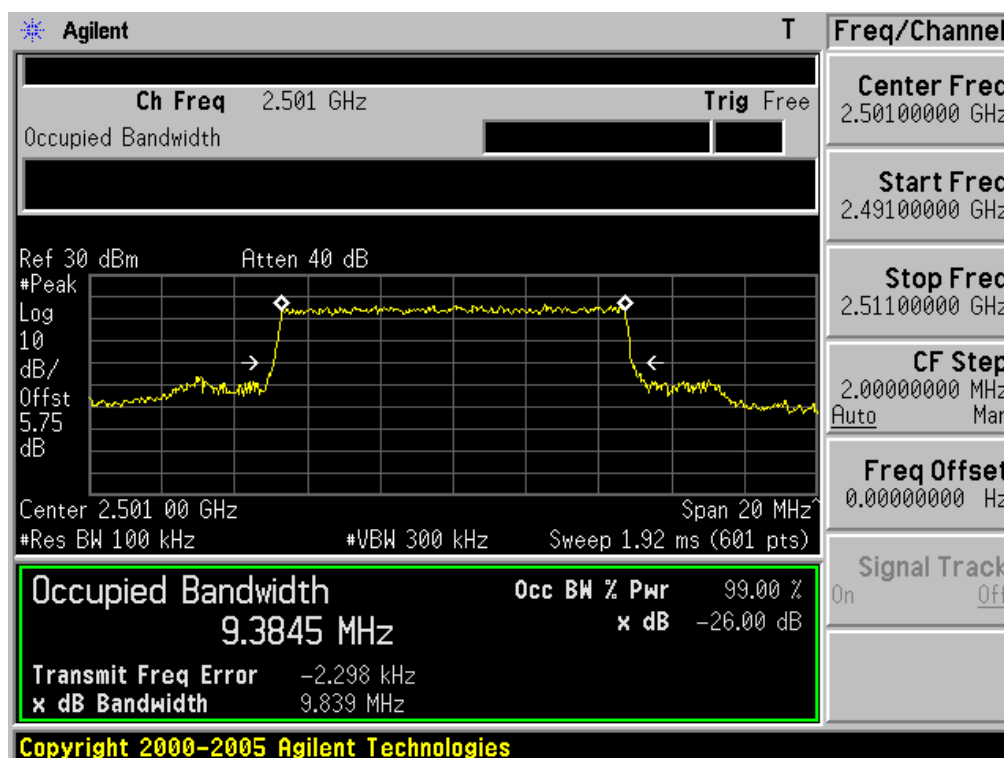 Agilent T
Ch Freq 2.501 GHz Trig Free
Occupied Bandwidth
Ref 30 dBm Atten 40 dB
#Peak
Log
10
dB/
Offst
5.75
dB
Center 2.501 00 GHz Span 20 MHz^
#Res BW 100 kHz #VBW 300 kHz Sweep 1.92 ms (601 pts)
Occupied Bandwidth
9.3845 MHz
Occ BW % Pwr 99.00 %
x dB -26.00 dB
Transmit Freq Error -2.298 kHz
x dB Bandwidth 9.839 MHz
Copyright 2000-2005 Agilent Technologies
Freq/Channel
Center Freq
2.50100000 GHz
Start Freq
2.49100000 GHz
Stop Freq
2.51100000 GHz
CF Step
2.00000000 MHz
Auto Man
Freq Offset
0.00000000 Hz
Signal Track
On Off